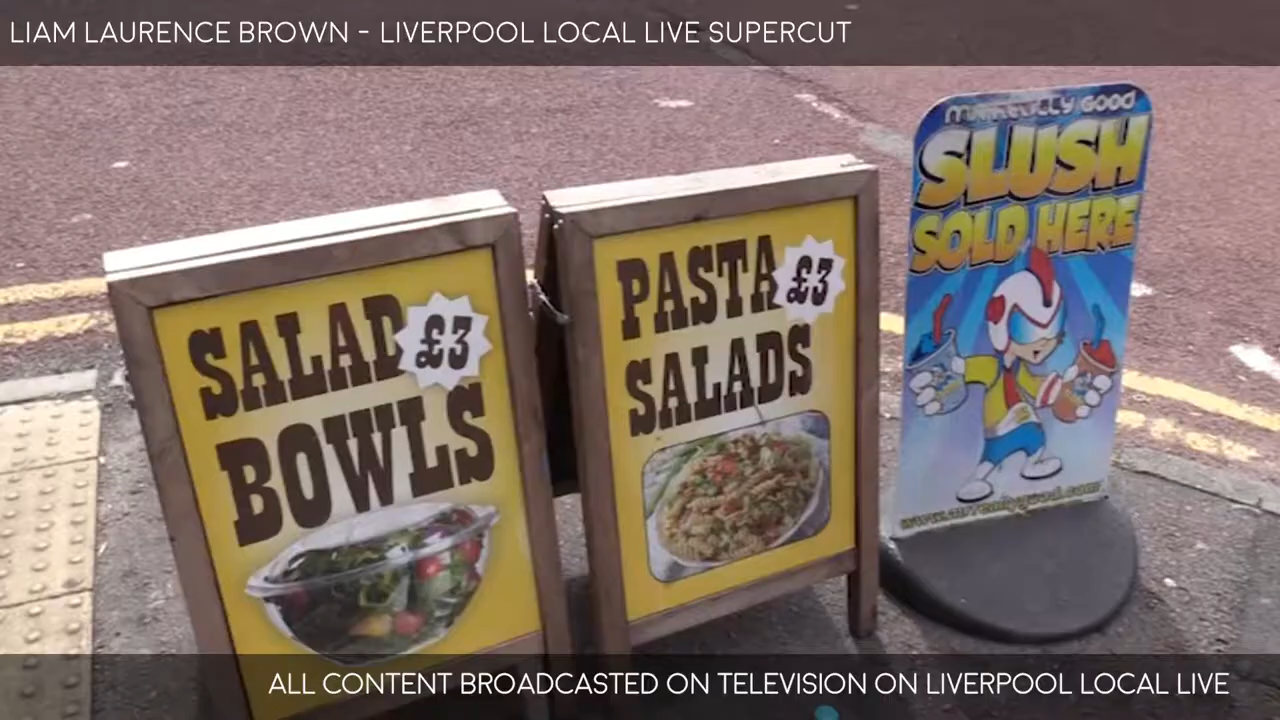 LIAM LAURENCE BROWN - LIVERPOOL LOCAL LIVE SUPERCUT
SALAD £3
BOWLS
PASTA £3
SALADS
GOOD
SLUSH
SOLD HERE
ALL CONTENT BROADCASTED ON TELEVISION ON LIVERPOOL LOCAL LIVE